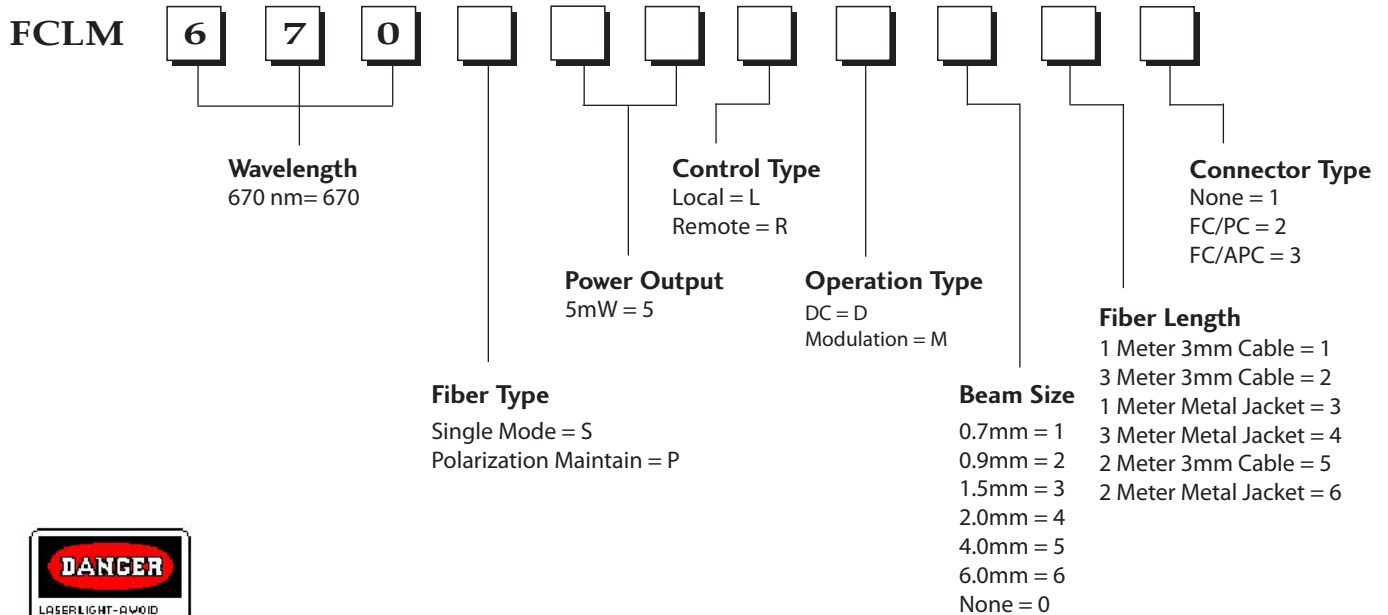 FCLM 6 7 0
Wavelength
670 nm= 670
Control Type
Local = L
Remote = R
Connector Type
None = 1
FC/PC = 2
FC/APC = 3
Power Output
5mW = 5
Operation Type
DC = D
Modulation = M
Fiber Length
1 Meter 3mm Cable = 1
3 Meter 3mm Cable = 2
1 Meter Metal Jacket = 3
3 Meter Metal Jacket = 4
2 Meter 3mm Cable = 5
2 Meter Metal Jacket = 6
Fiber Type
Single Mode = S
Polarization Maintain = P
Beam Size
0.7mm = 1
0.9mm = 2
1.5mm = 3
2.0mm = 4
4.0mm = 5
6.0mm = 6
None = 0
DANGER
LASERLIGHT-AVOID